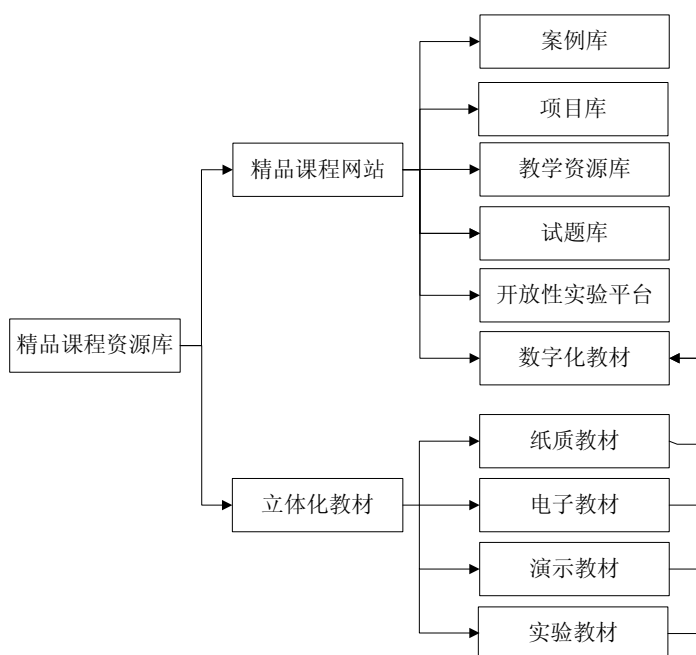 案例库
项目库
精品课程网站
教学资源库
试题库
开放性实验平台
精品课程资源库
数字化教材
纸质教材
立体化教材
电子教材
演示教材
实验教材